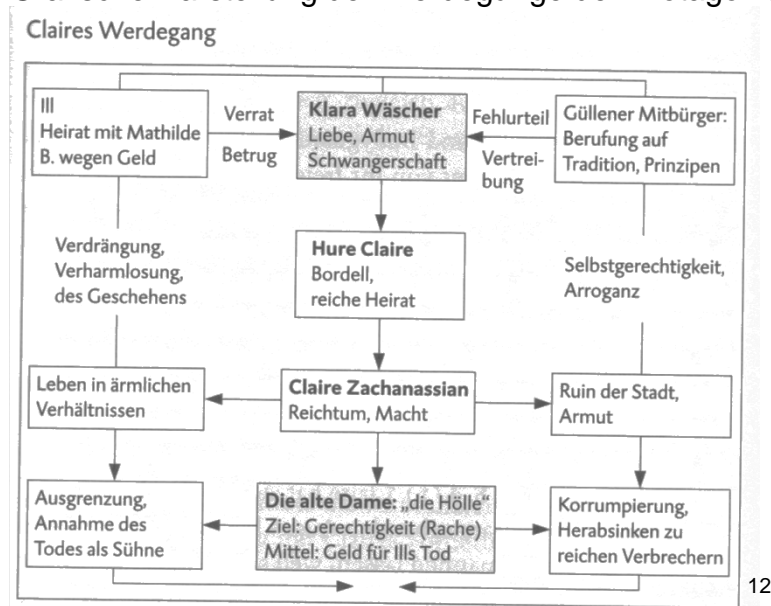 Claires Werdegang
Ill
Heirat mit Mathilde
B. wegen Geld
Verrat
Betrug
Klara Wäscher
Liebe, Armut
Schwangerschaft
Fehlurteil
Vertrei-
bung
Güllener Mitbürger:
Berufung auf
Tradition, Prinzipen
Verdrängung,
Verharmlosung,
des Geschehens
Hure Claire
Bordell,
reiche Heirat
Selbstgerechtigkeit,
Arroganz
Leben in ärmlichen
Verhältnissen
Claire Zachanassian
Reichtum, Macht
Ruin der Stadt,
Armut
Ausgrenzung,
Annahme des
Todes als Sühne
Die alte Dame: „die Hölle“
Ziel: Gerechtigkeit (Rache)
Mittel: Geld für Ills Tod
Korrumpierung,
Herabsinken zu
reichen Verbrechern
12